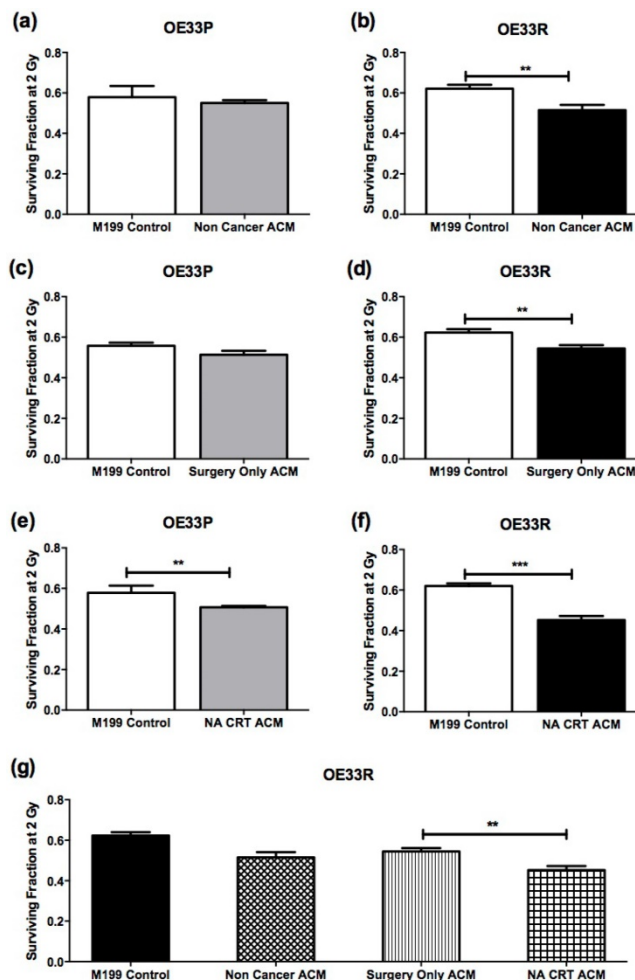 (a)
OE33P
Surviving Fraction at 2 Gy
0.8
0.6
0.4
0.2
0.0
M199 Control Non Cancer ACM
(b)
OE33R
**
Surviving Fraction at 2 Gy
0.8
0.6
0.4
0.2
0.0
M199 Control Non Cancer ACM
(c)
OE33P
Surviving Fraction at 2 Gy
0.8
0.6
0.4
0.2
0.0
M199 Control Surgery Only ACM
(d)
OE33R
**
Surviving Fraction at 2 Gy
0.8
0.6
0.4
0.2
0.0
M199 Control Surgery Only ACM
(e)
OE33P
**
Surviving Fraction at 2 Gy
0.8
0.6
0.4
0.2
0.0
M199 Control NA CRT ACM
(f)
OE33R
***
Surviving Fraction at 2 Gy
0.8
0.6
0.4
0.2
0.0
M199 Control NA CRT ACM
(g)
OE33R
**
Surviving Fraction at 2 Gy
0.8
0.6
0.4
0.2
0.0
M199 Control Non Cancer ACM Surgery Only ACM NA CRT ACM